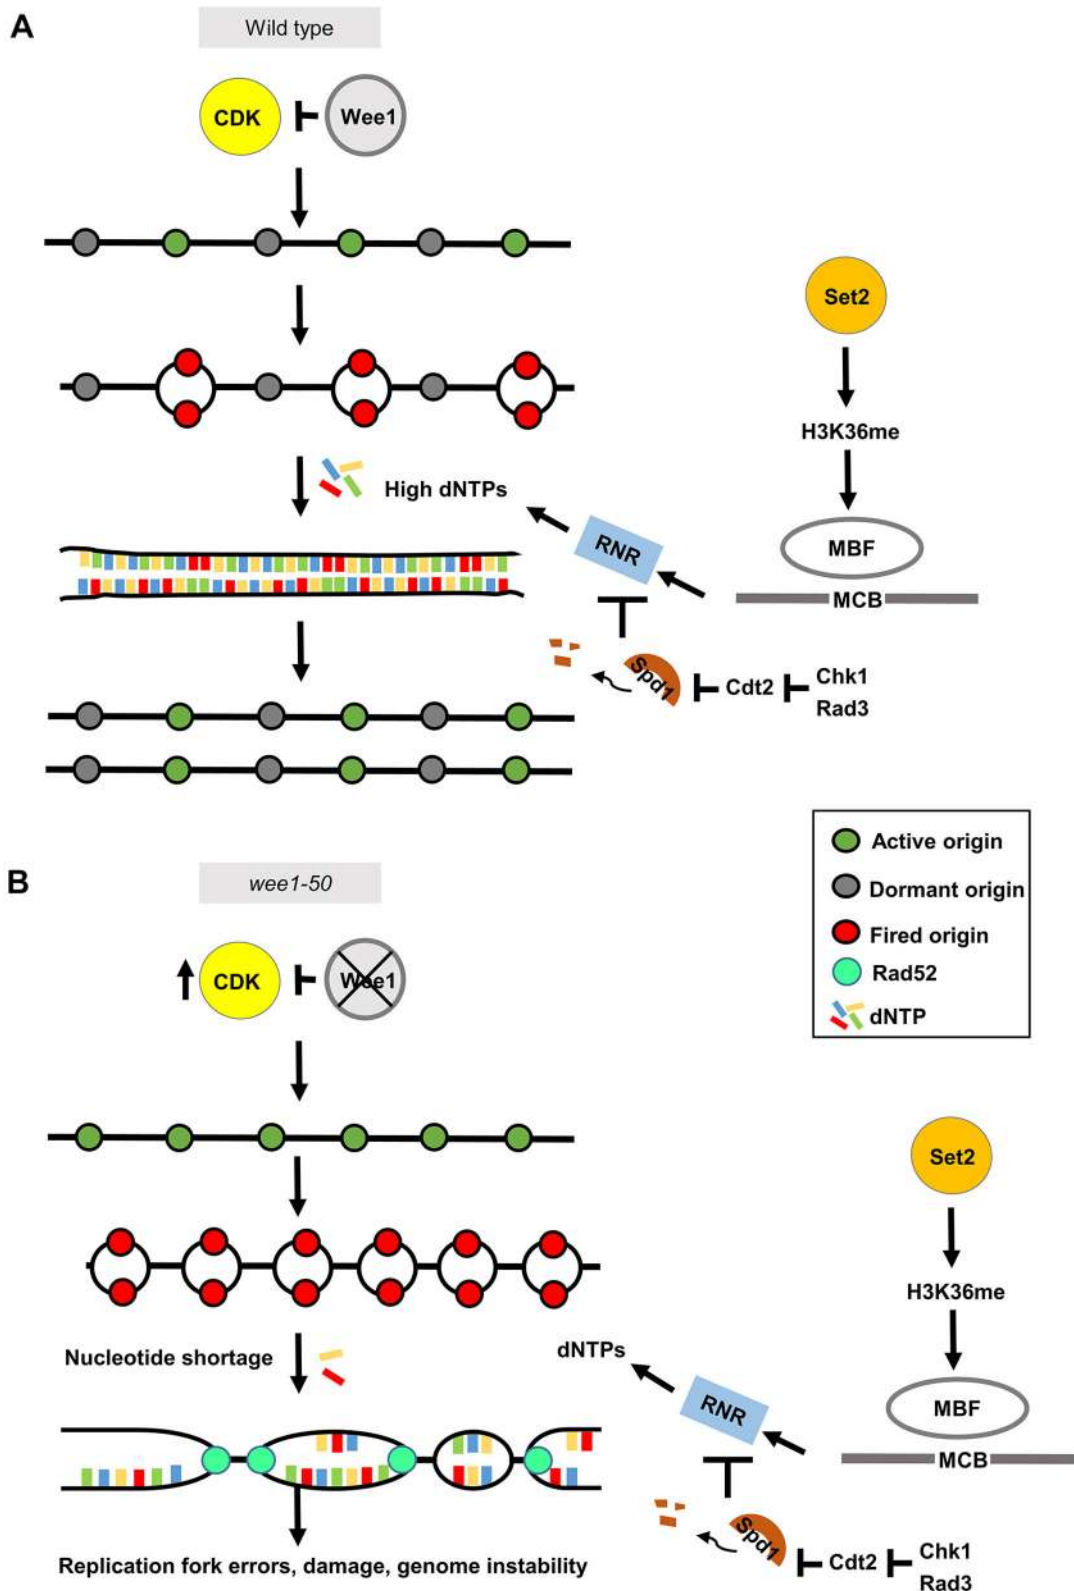 A
Wild type
CDK
Wee1
Set2
H3K36me
High dNTPs
RNR
MBF
MCB
Spd1
Cdt2
Chk1
Rad3
Active origin
Dormant origin
Fired origin
Rad52
dNTP
B
wee1-50
CDK
Wee1
Set2
H3K36me
Nucleotide shortage
dNTPs
RNR
MBF
MCB
Spd1
Cdt2
Chk1
Rad3
Replication fork errors, damage, genome instability